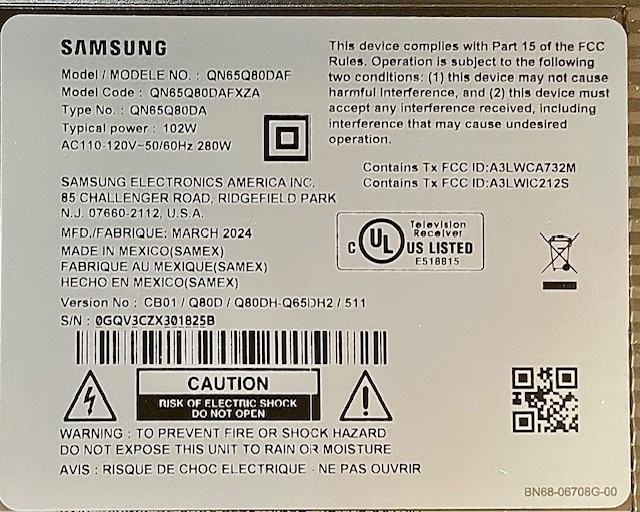 SAMSUNG
Model / MODELE NO. : QN65Q80DAF
Model Code : QN65Q80DAFXZA
Type No. : QN65Q80DA
Typical power : 102W
AC110-120V~50/60Hz 280W
This device complies with Part 15 of the FCC
Rules. Operation is subject to the following
two conditions: (1) this device may not cause
harmful Interference, and (2) this device must
accept any interference received, including
interference that may cause undesired
operation.
Contains Tx FCC ID:A3LWCA732M
Contains Tx FCC ID:A3LWIC212S
SAMSUNG ELECTRONICS AMERICA INC.
85 CHALLENGER ROAD, RIDGEFIELD PARK
N.J. 07660-2112, U.S.A.
MFD./FABRIQUE: MARCH 2024
MADE IN MEXICO(SAMEX)
FABRIQUE AU MEXIQUE(SAMEX)
HECHO EN MEXICO(SAMEX)
C UL US LISTED
Television
Receiver
E518815
Version No : CB01 / Q80D / Q80DH-Q65DH2 / 511
S/N : 0GQV3CZX301825B
CAUTION
RISK OF ELECTRIC SHOCK
DO NOT OPEN
WARNING : TO PREVENT FIRE OR SHOCK HAZARD
DO NOT EXPOSE THIS UNIT TO RAIN OR MOISTURE
AVIS : RISQUE DE CHOC ELECTRIQUE - NE PAS OUVRIR
BN68-06708G-00